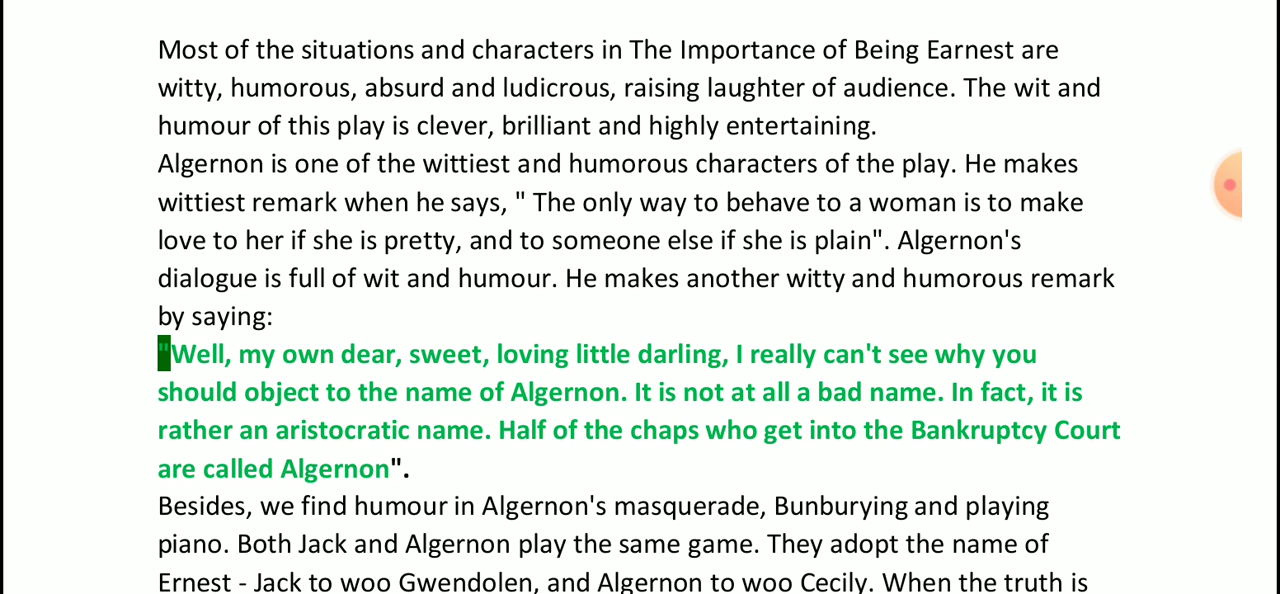 Most of the situations and characters in The Importance of Being Earnest are
witty, humorous, absurd and ludicrous, raising laughter of audience. The wit and
humour of this play is clever, brilliant and highly entertaining.
Algernon is one of the wittiest and humorous characters of the play. He makes
wittiest remark when he says, " The only way to behave to a woman is to make
love to her if she is pretty, and to someone else if she is plain". Algernon's
dialogue is full of wit and humour. He makes another witty and humorous remark
by saying:
"Well, my own dear, sweet, loving little darling, I really can't see why you
should object to the name of Algernon. It is not at all a bad name. In fact, it is
rather an aristocratic name. Half of the chaps who get into the Bankruptcy Court
are called Algernon".
Besides, we find humour in Algernon's masquerade, Bunburying and playing
piano. Both Jack and Algernon play the same game. They adopt the name of
Ernest - Jack to woo Gwendolen, and Algernon to woo Cecily. When the truth is